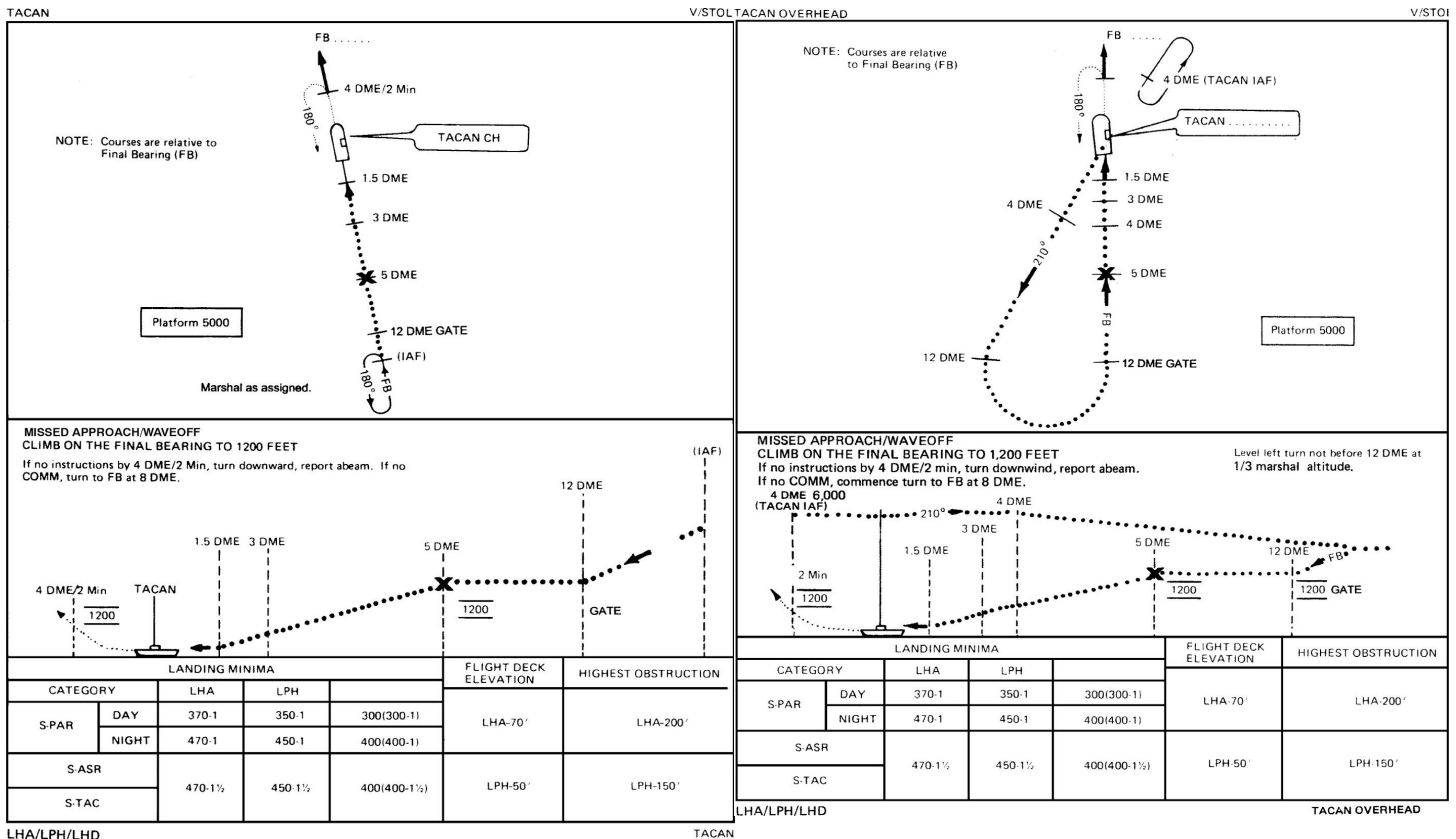 TACAN
V/STOL
FB . . . . . .
4 DME/2 Min
180°
NOTE: Courses are relative to
Final Bearing (FB)
TACAN CH
1.5 DME
3 DME
5 DME
Platform 5000
12 DME GATE
(IAF)
180°
FB
Marshal as assigned.
MISSED APPROACH/WAVEOFF
CLIMB ON THE FINAL BEARING TO 1200 FEET
If no instructions by 4 DME/2 Min, turn downward, report abeam. If no
COMM, turn to FB at 8 DME.
(IAF)
12 DME
1.5 DME 3 DME
5 DME
4 DME/2 Min TACAN
1200
1200
GATE
LANDING MINIMA
FLIGHT DECK
ELEVATION
HIGHEST OBSTRUCTION
CATEGORY LHA LPH
S-PAR DAY 370-1 350-1 300(300-1)
LHA-70′ LHA-200′
NIGHT 470-1 450-1 400(400-1)
S-ASR
470-1½ 450-1½ 400(400-1½) LPH-50′ LPH-150′
S-TAC
LHA/LPH/LHD
TACAN
TACAN OVERHEAD
V/STOL
NOTE: Courses are relative
to Final Bearing (FB)
FB . . . . .
4 DME (TACAN IAF)
180°
TACAN . . . . . . . . . .
1.5 DME
3 DME
4 DME
4 DME
210°
5 DME
FB
Platform 5000
12 DME
12 DME GATE
MISSED APPROACH/WAVEOFF
CLIMB ON THE FINAL BEARING TO 1,200 FEET
If no instructions by 4 DME/2 min, turn downwind, report abeam.
If no COMM, commence turn to FB at 8 DME.
Level left turn not before 12 DME at
1/3 marshal altitude.
4 DME 6,000
(TACAN IAF)
210°
4 DME
3 DME
1.5 DME
5 DME
12 DME
FB
2 Min
1200
1200
1200 GATE
LANDING MINIMA
FLIGHT DECK
ELEVATION
HIGHEST OBSTRUCTION
CATEGORY LHA LPH
S-PAR DAY 370-1 350-1 300(300-1)
LHA-70′ LHA-200′
NIGHT 470-1 450-1 400(400-1)
S-ASR
470-1½ 450-1½ 400(400-1½) LPH-50′ LPH-150′
S-TAC
LHA/LPH/LHD
TACAN OVERHEAD